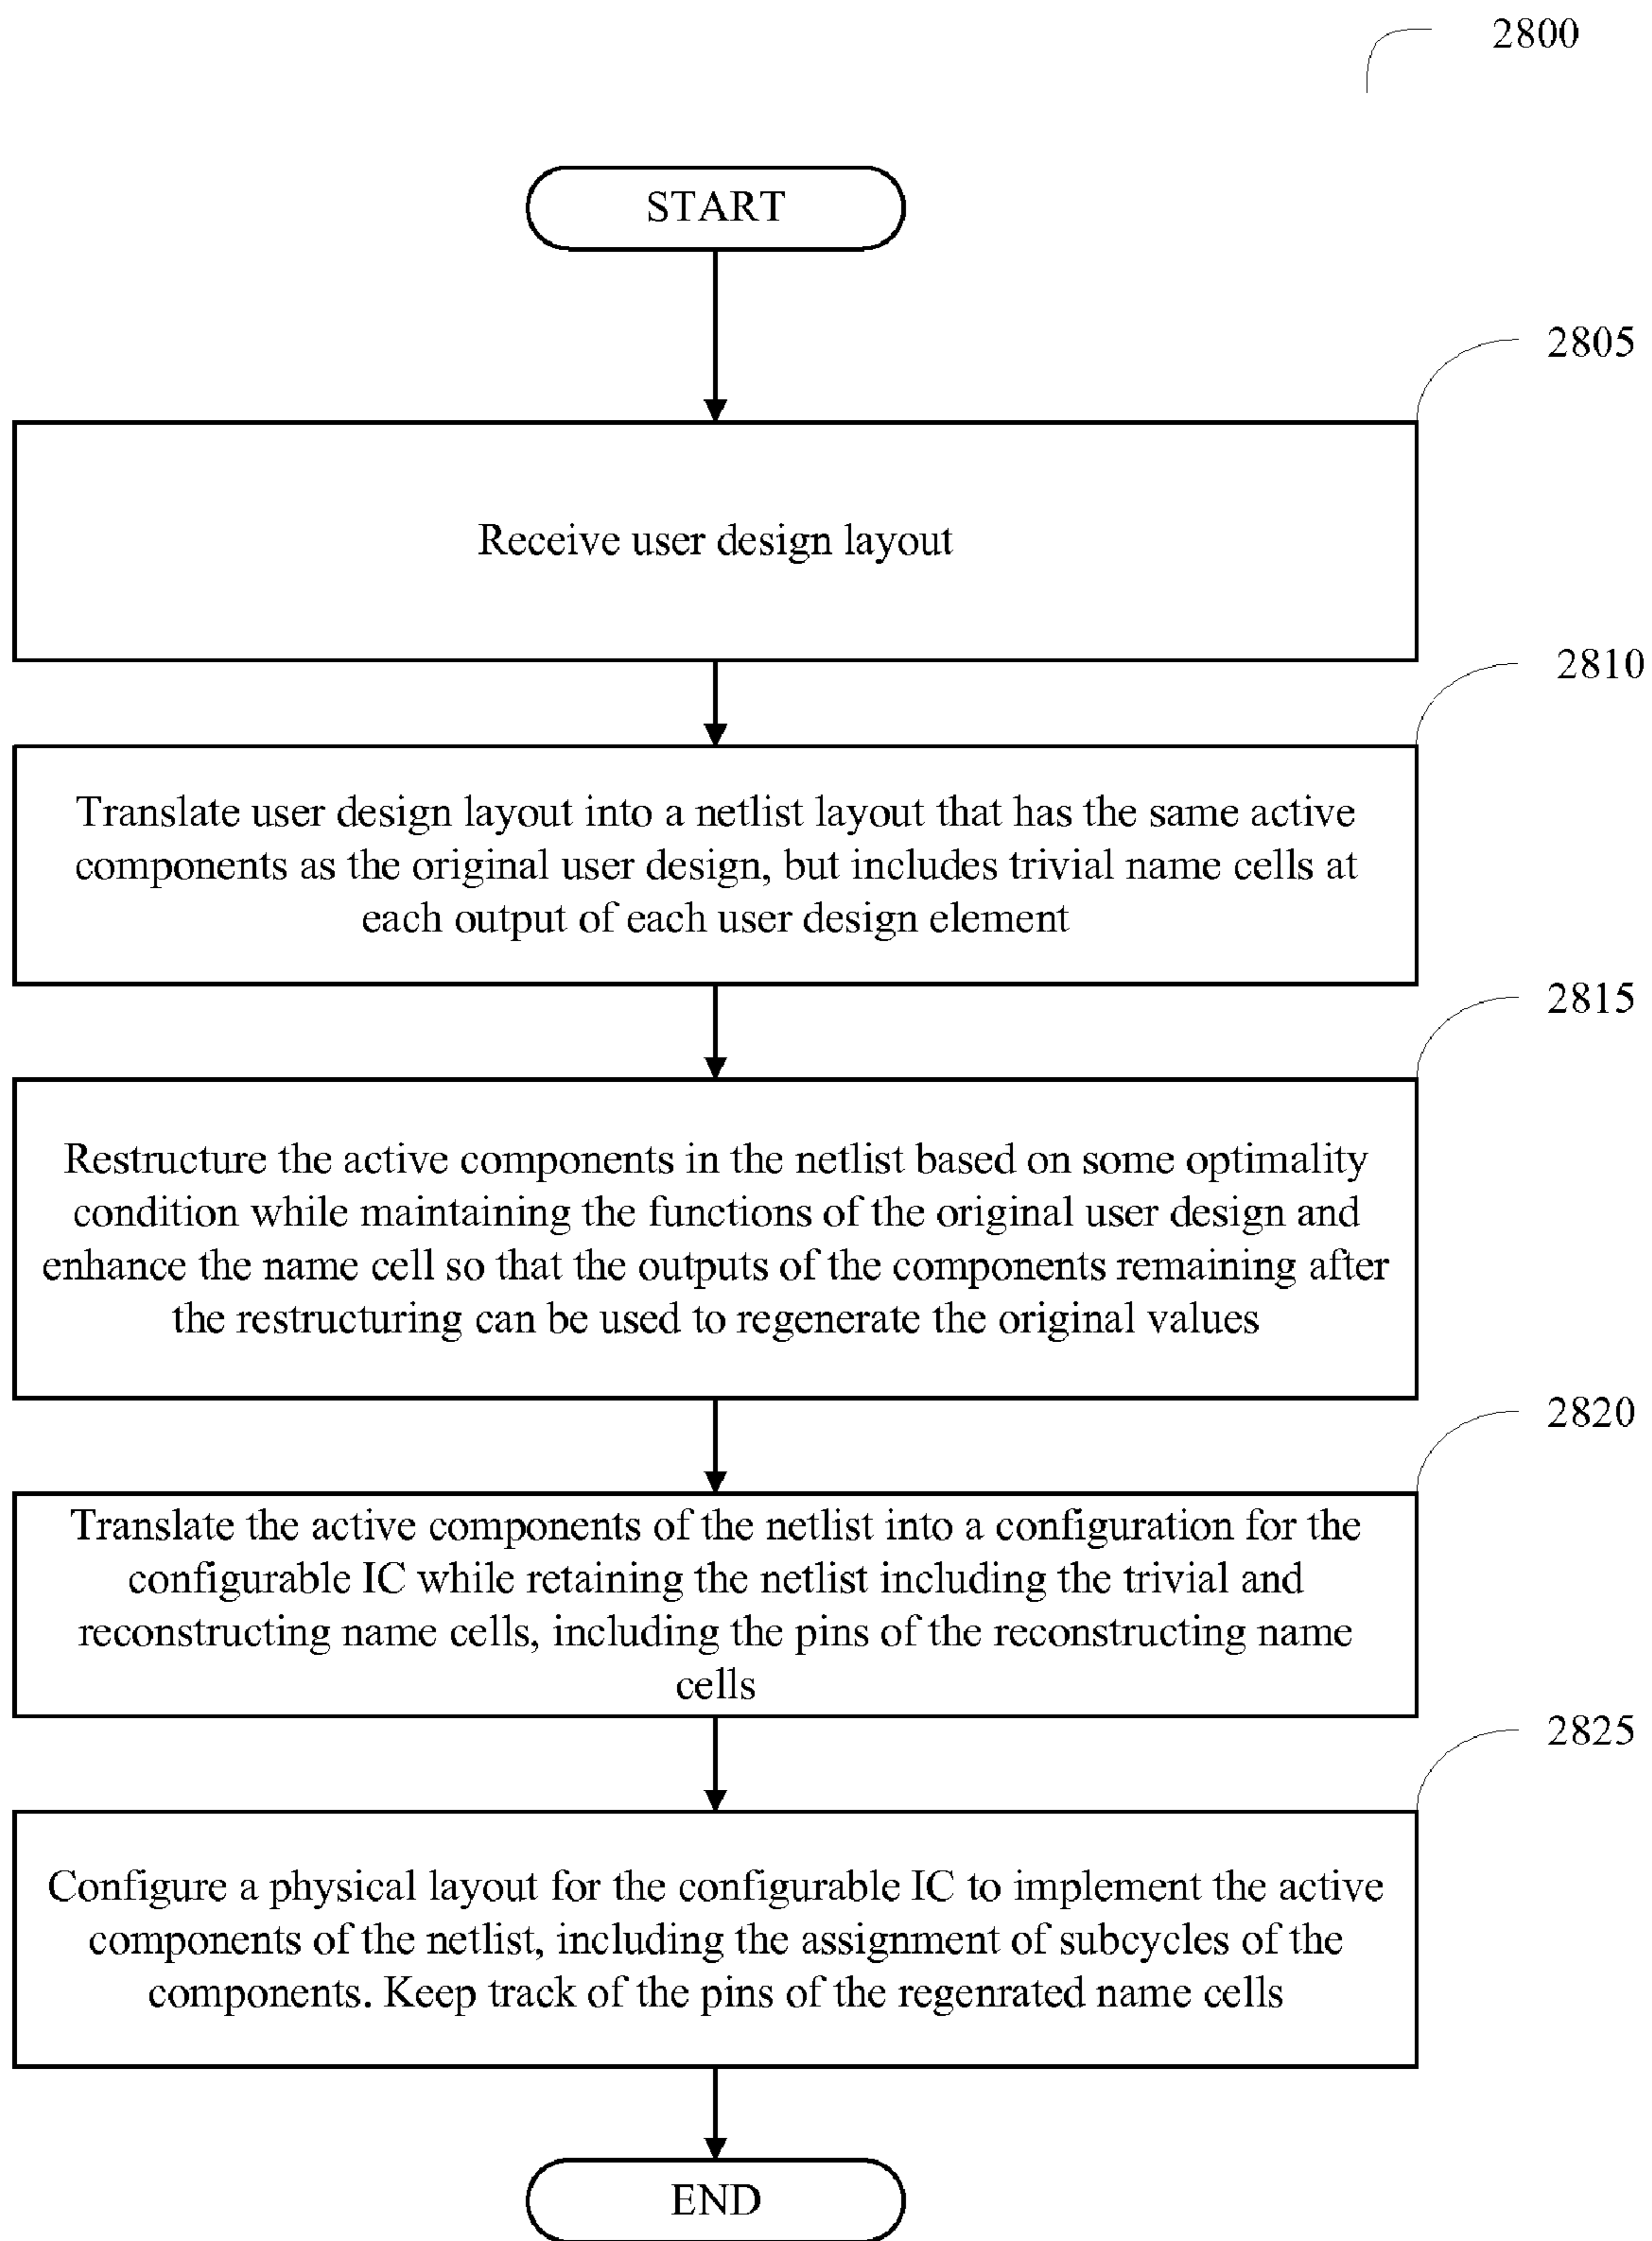 2800
START
2805
Receive user design layout
2810
Translate user design layout into a netlist layout that has the same active
components as the original user design, but includes trivial name cells at
each output of each user design element
2815
Restructure the active components in the netlist based on some optimality
condition while maintaining the functions of the original user design and
enhance the name cell so that the outputs of the components remaining after
the restructuring can be used to regenerate the original values
2820
Translate the active components of the netlist into a configuration for the
configurable IC while retaining the netlist including the trivial and
reconstructing name cells, including the pins of the reconstructing name
cells
2825
Configure a physical layout for the configurable IC to implement the active
components of the netlist, including the assignment of subcycles of the
components. Keep track of the pins of the regenrated name cells
END